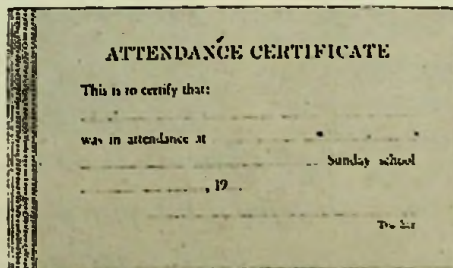 ATTENDANCE CERTIFICATE
This is to certify that:
was in attendance at
Sunday school
, 19